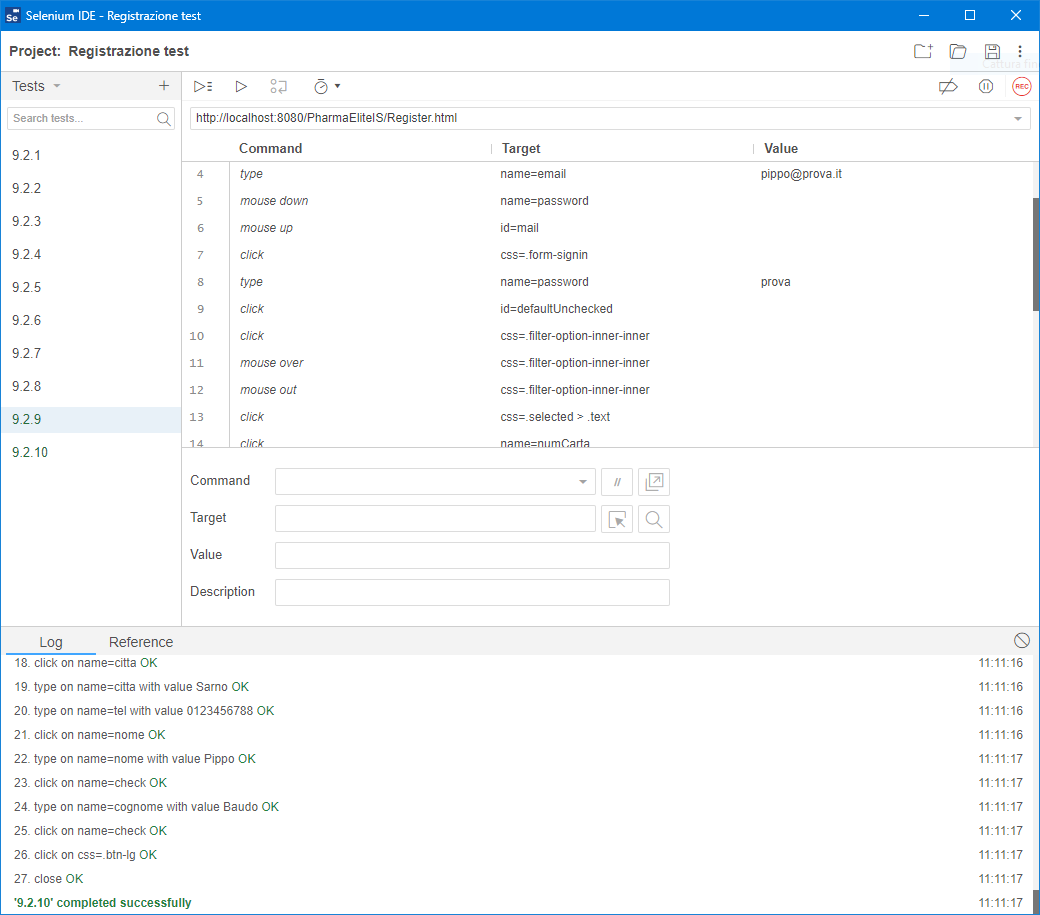 Se Selenium IDE - Registrazione test
Project: Registrazione test
Tests
REC
Search tests...
http://localhost:8080/PharmaEliteIS/Register.html
9.2.1
9.2.2
9.2.3
9.2.4
9.2.5
9.2.6
9.2.7
9.2.8
9.2.9
9.2.10
Command Target Value
4 type name=email pippo@prova.it
5 mouse down name=password
6 mouse up id=mail
7 click css=.form-signin
8 type name=password prova
9 click id=defaultUnchecked
10 click css=.filter-option-inner-inner
11 mouse over css=.filter-option-inner-inner
12 mouse out css=.filter-option-inner-inner
13 click css=.selected > .text
14 click name=numCarta
Command //
Target
Value
Description
Log Reference
18. click on name=citta OK 11:11:16
19. type on name=citta with value Sarno OK 11:11:16
20. type on name=tel with value 0123456788 OK 11:11:16
21. click on name=nome OK 11:11:16
22. type on name=nome with value Pippo OK 11:11:17
23. click on name=check OK 11:11:17
24. type on name=cognome with value Baudo OK 11:11:17
25. click on name=check OK 11:11:17
26. click on css=.btn-lg OK 11:11:17
27. close OK 11:11:17
'9.2.10' completed successfully 11:11:17